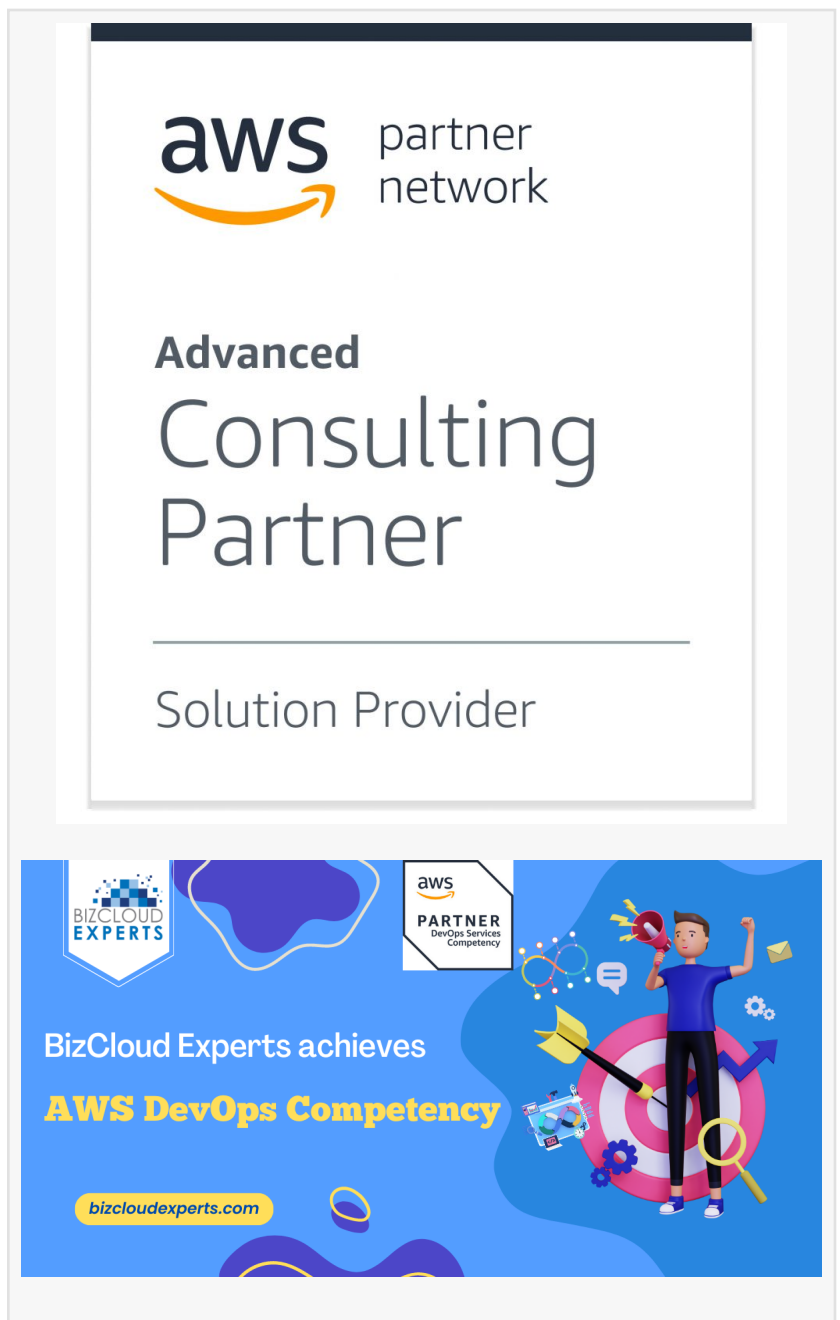 aws
partner
network
Advanced
Consulting
Partner
Solution Provider
BIZCLOUD
EXPERTS
aws
PARTNER
DevOps Services
Competency
BizCloud Experts achieves
AWS DevOps Competency
bizcloudexperts.com